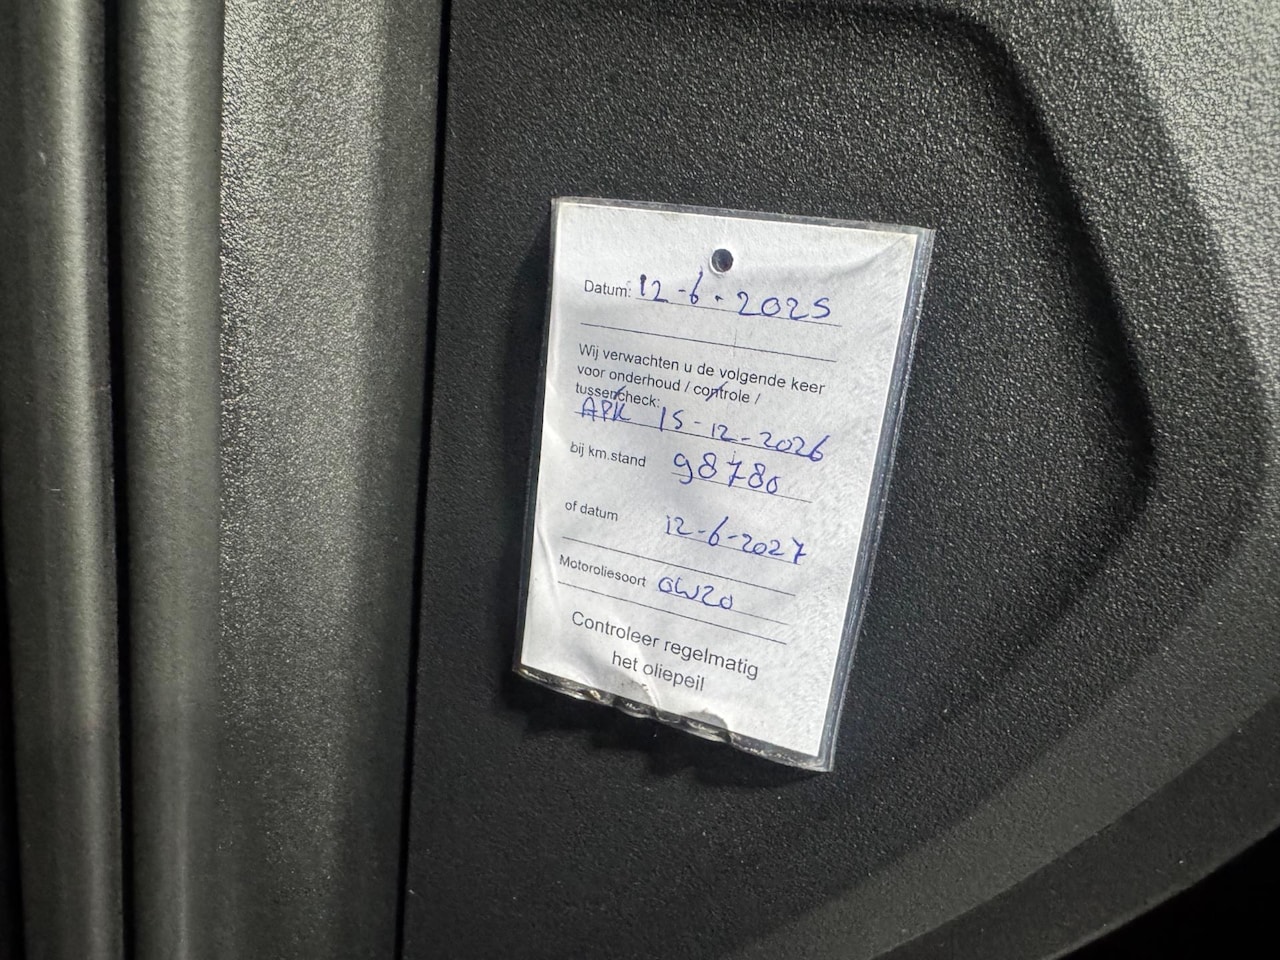 Datum: 12-6-2025
Wij verwachten u de volgende keer
voor onderhoud / controle /
tussencheck:
APK 15-12-2026
bij km.stand 98780
of datum 12-6-2027
Motoroliesoort 0W20
Controleer regelmatig
het oliepeil